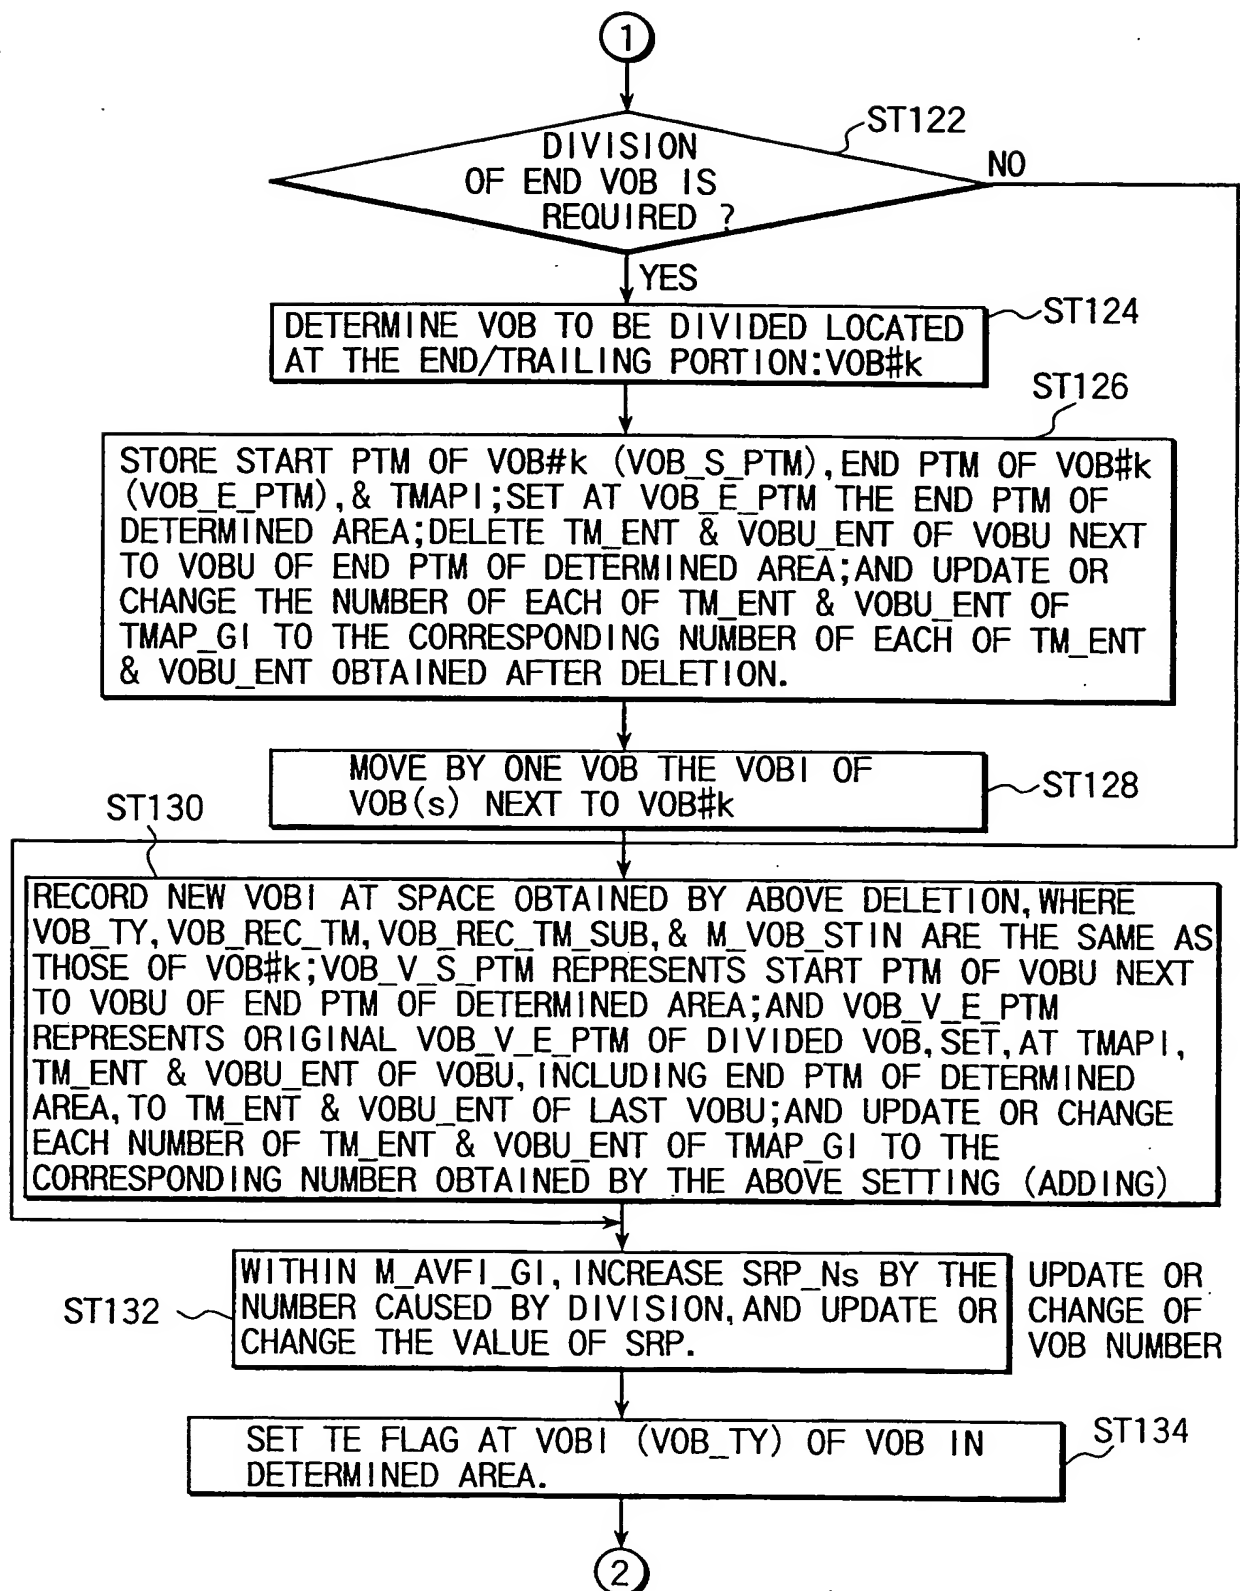 1
ST122
DIVISION
OF END VOB IS
REQUIRED ?
NO
YES
DETERMINE VOB TO BE DIVIDED LOCATED
AT THE END/TRAILING PORTION:VOB#k
ST124
ST126
STORE START PTM OF VOB#k (VOB_S_PTM), END PTM OF VOB#k
(VOB_E_PTM), & TMAPI; SET AT VOB_E_PTM THE END PTM OF
DETERMINED AREA; DELETE TM_ENT & VOBU_ENT OF VOBU NEXT
TO VOBU OF END PTM OF DETERMINED AREA; AND UPDATE OR
CHANGE THE NUMBER OF EACH OF TM_ENT & VOBU_ENT OF
TMAP_GI TO THE CORRESPONDING NUMBER OF EACH OF TM_ENT
& VOBU_ENT OBTAINED AFTER DELETION.
MOVE BY ONE VOB THE VOBI OF
VOB(s) NEXT TO VOB#k
ST128
ST130
RECORD NEW VOBI AT SPACE OBTAINED BY ABOVE DELETION, WHERE
VOB_TY, VOB_REC_TM, VOB_REC_TM_SUB, & M_VOB_STIN ARE THE SAME AS
THOSE OF VOB#k; VOB_V_S_PTM REPRESENTS START PTM OF VOBU NEXT
TO VOBU OF END PTM OF DETERMINED AREA; AND VOB_V_E_PTM
REPRESENTS ORIGINAL VOB_V_E_PTM OF DIVIDED VOB, SET, AT TMAPI,
TM_ENT & VOBU_ENT OF VOBU, INCLUDING END PTM OF DETERMINED
AREA, TO TM_ENT & VOBU_ENT OF LAST VOBU; AND UPDATE OR CHANGE
EACH NUMBER OF TM_ENT & VOBU_ENT OF TMAP_GI TO THE
CORRESPONDING NUMBER OBTAINED BY THE ABOVE SETTING (ADDING)
ST132
WITHIN M_AVFI_GI, INCREASE SRP_Ns BY THE
NUMBER CAUSED BY DIVISION, AND UPDATE OR
CHANGE THE VALUE OF SRP.
UPDATE OR
CHANGE OF
VOB NUMBER
SET TE FLAG AT VOBI (VOB_TY) OF VOB IN
DETERMINED AREA.
ST134
2